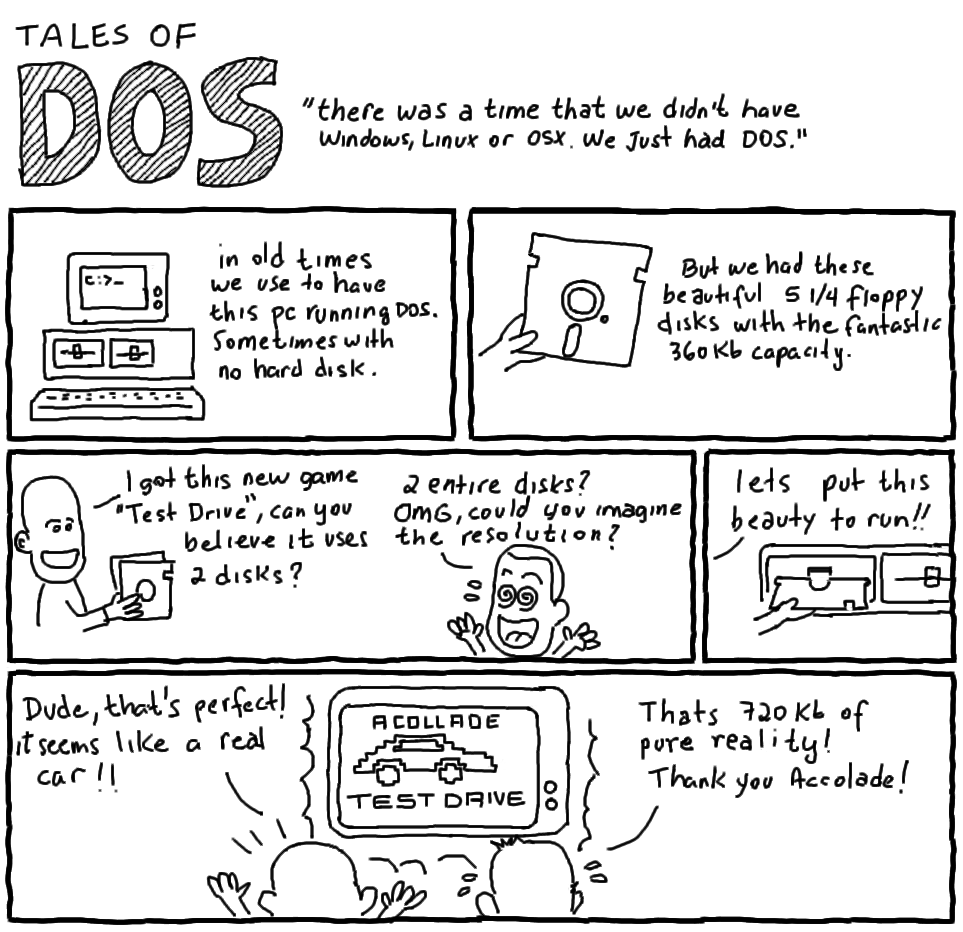 TALES OF
DOS
"there was a time that we didn't have
Windows, Linux or OSX. We Just had DOS."
C:>_
in old times
we use to have
this pc running DOS.
Sometimes with
no hard disk.
But we had these
beautiful 5 1/4 floppy
disks with the fantastic
360Kb capacity.
I got this new game
"Test Drive", can you
believe it uses
2 disks?
2 entire disks?
OMG, could you imagine
the resolution?
lets put this
beauty to run!!
Dude, that's perfect!
it seems like a real
car!!
ACOLLADE
TEST DRIVE
Thats 720Kb of
pure reality!
Thank you Accolade!